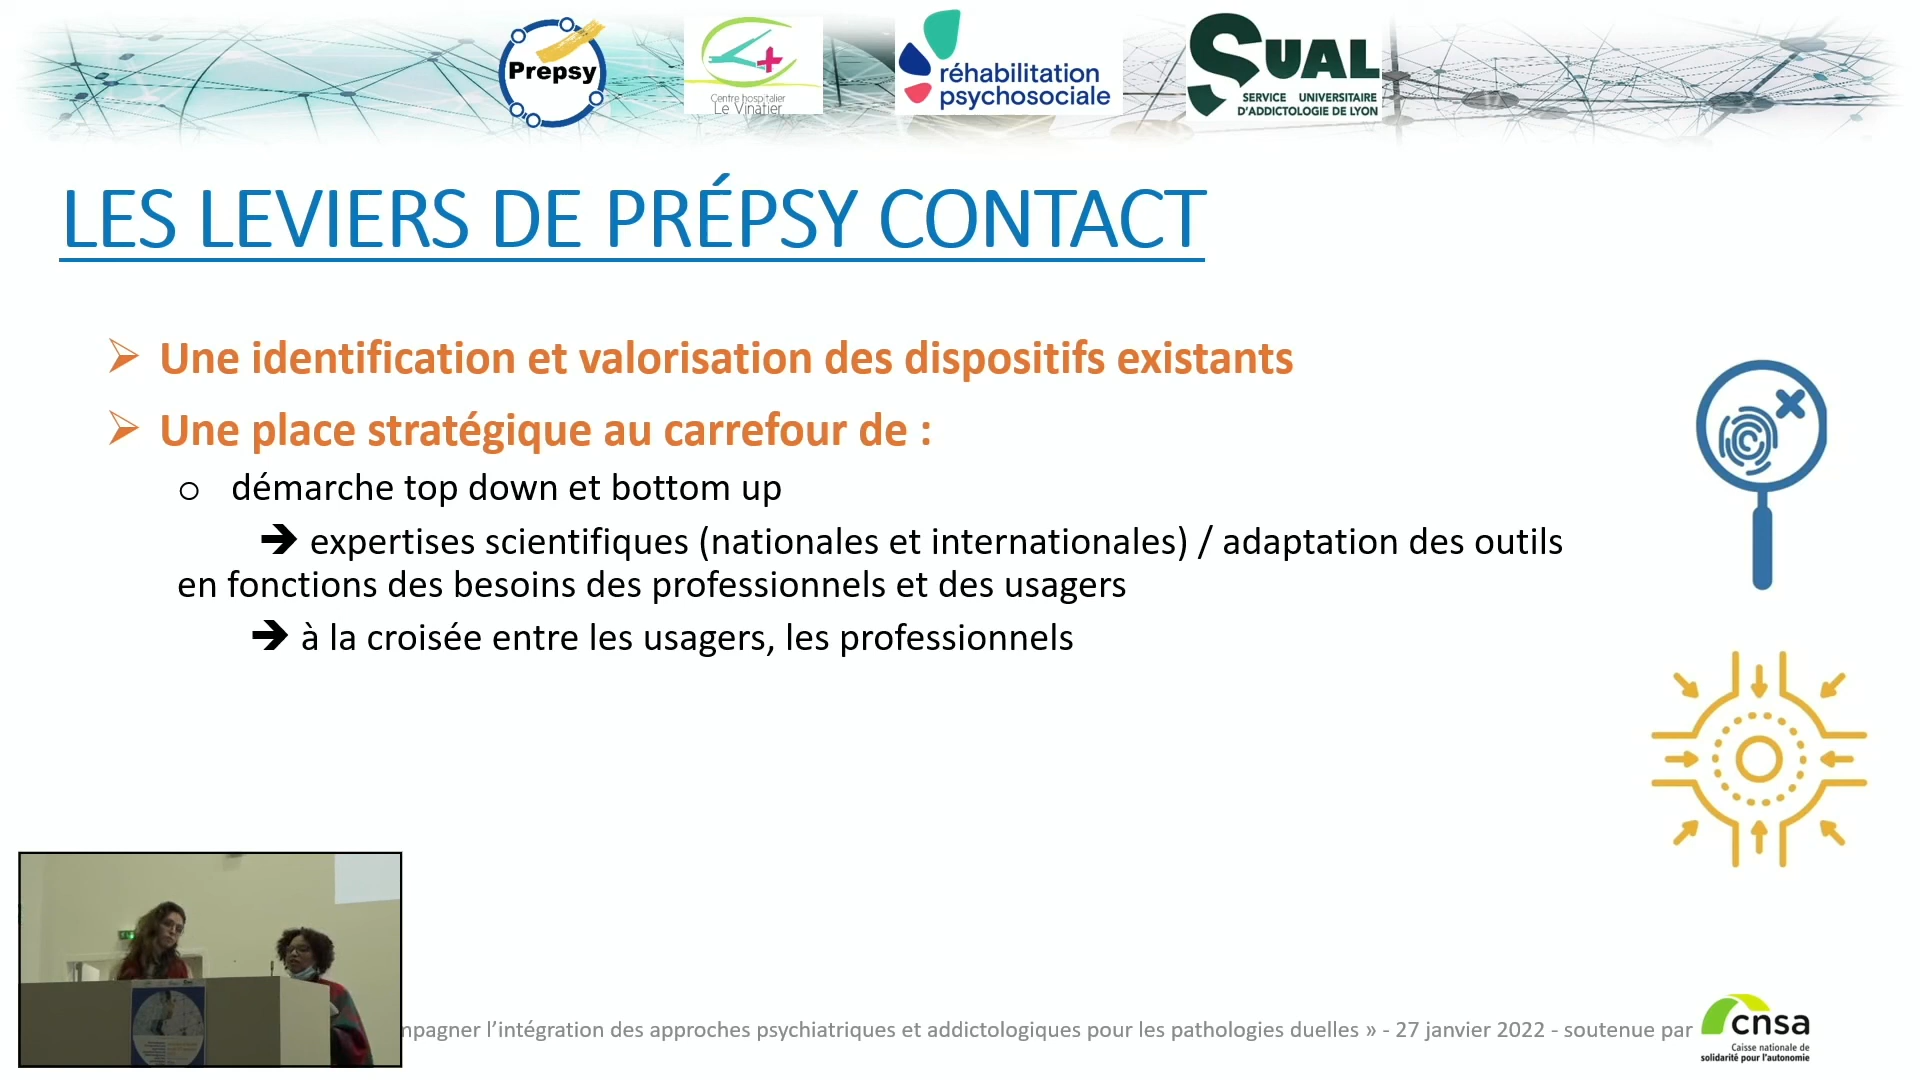 Prepsy
Centre hospitalier
Le Vinatier
réhabilitation
psychosociale
SUAL
SERVICE UNIVERSITAIRE
D'ADDICTOLOGIE DE LYON
LES LEVIERS DE PRÉPSY CONTACT
Une identification et valorisation des dispositifs existants
Une place stratégique au carrefour de :
o démarche top down et bottom up
➔ expertises scientifiques (nationales et internationales) / adaptation des outils
en fonctions des besoins des professionnels et des usagers
➔ à la croisée entre les usagers, les professionnels
mpagner l’intégration des approches psychiatriques et addictologiques pour les pathologies duelles » - 27 janvier 2022 - soutenue par
cnsa
Caisse nationale de
solidarité pour l'autonomie